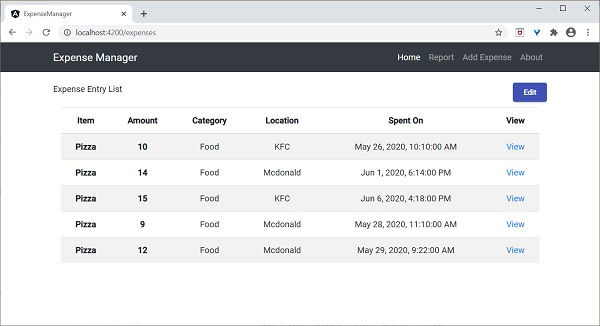 ExpenseManager
localhost:4200/expenses
Expense Manager Home Report Add Expense About
Expense Entry List Edit
Item Amount Category Location Spent On View
Pizza 10 Food KFC May 26, 2020, 10:10:00 AM View
Pizza 14 Food Mcdonald Jun 1, 2020, 6:14:00 PM View
Pizza 15 Food KFC Jun 6, 2020, 4:18:00 PM View
Pizza 9 Food Mcdonald May 28, 2020, 11:10:00 AM View
Pizza 12 Food Mcdonald May 29, 2020, 9:22:00 AM View